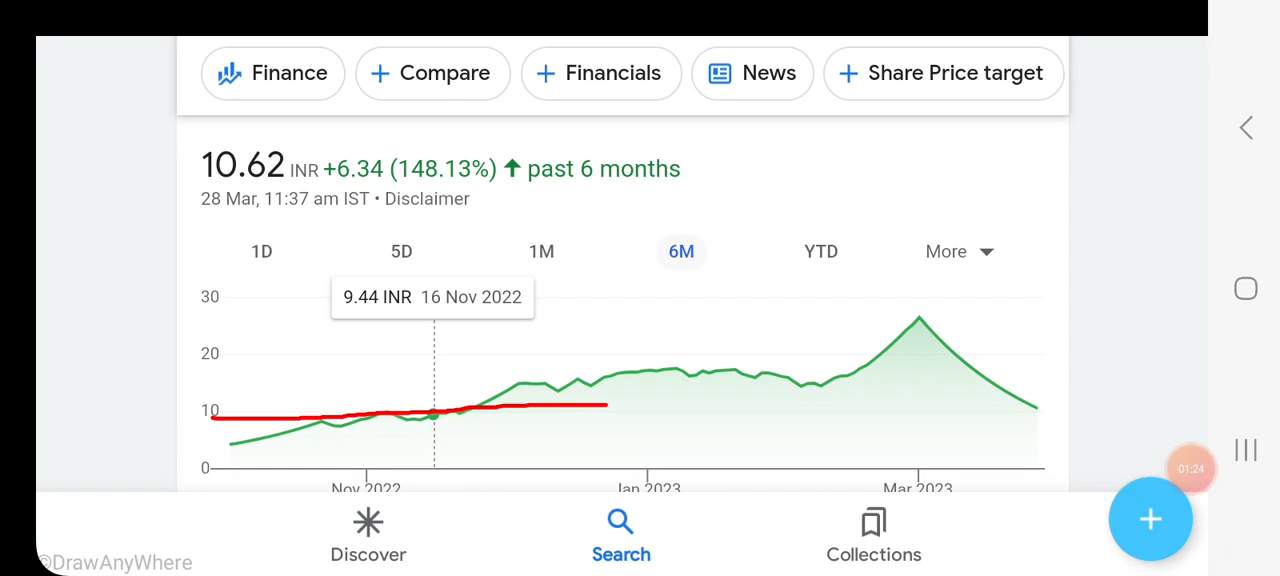 Finance Compare Financials News Share Price target
10.62 INR +6.34 (148.13%) past 6 months
28 Mar, 11:37 am IST • Disclaimer
1D 5D 1M 6M YTD More
9.44 INR 16 Nov 2022
30
20
10
0
Nov 2022 Jan 2023 Mar 2023
01:24
Discover Search Collections
©DrawAnyWhere